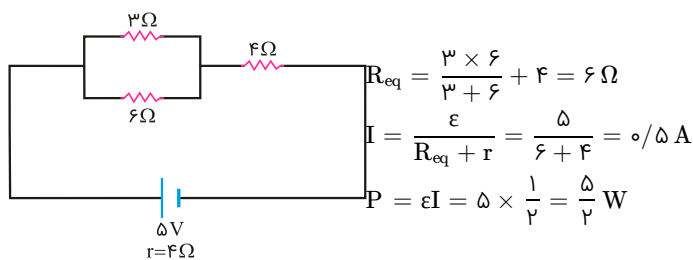 ۳Ω
۴Ω
۶Ω
۵V
r=۴Ω
R_eq = (۳ × ۶)/(۳ + ۶) + ۴ = ۶ Ω
I = ε/(R_eq + r) = ۵/(۶ + ۴) = ۰/۵ A
P = εI = ۵ × ۱/۲ = ۵/۲ W